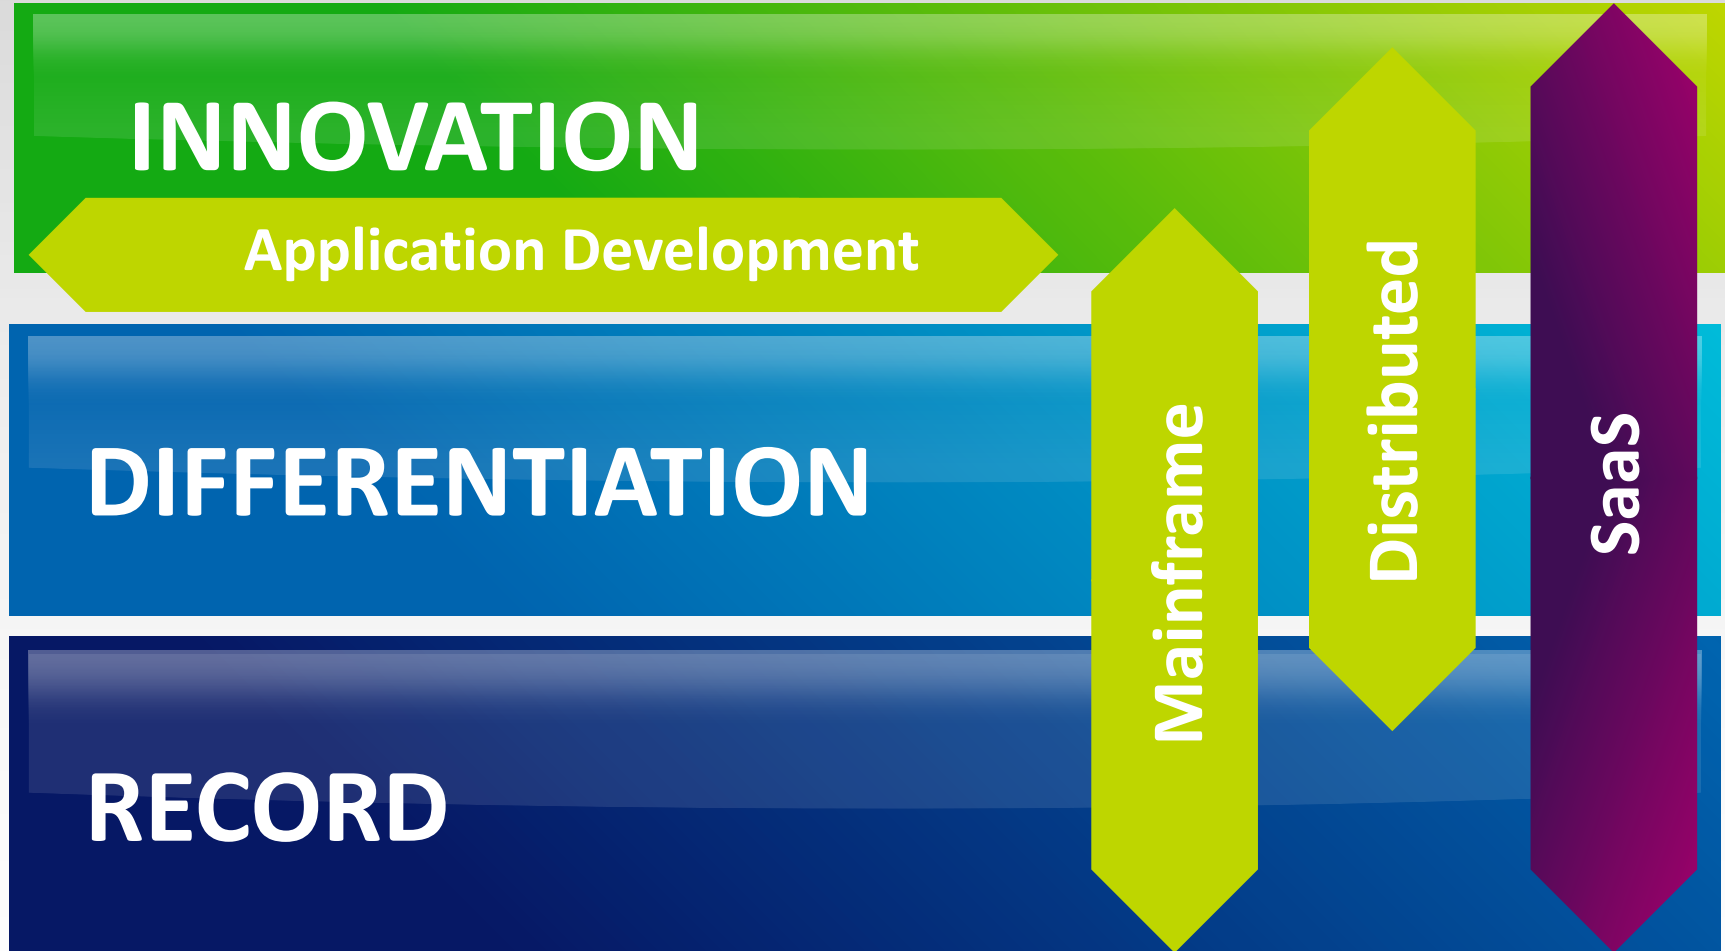 INNOVATION
Application Development
DIFFERENTIATION
RECORD
Mainframe
Distributed
SaaS